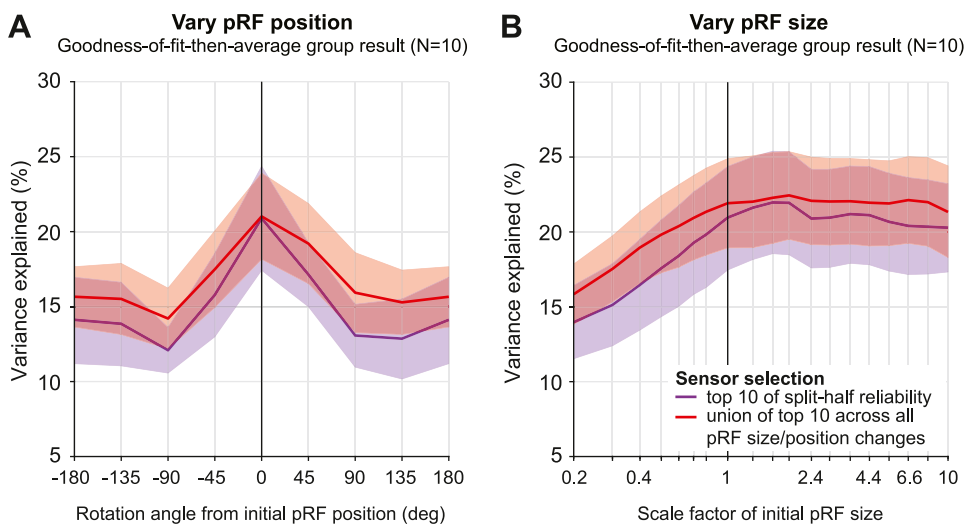 A
Vary pRF position
Goodness-of-fit-then-average group result (N=10)
Variance explained (%)
30
25
20
15
10
5
-180
-135
-90
-45
0
45
90
135
180
Rotation angle from initial pRF position (deg)
B
Vary pRF size
Goodness-of-fit-then-average group result (N=10)
Variance explained (%)
30
25
20
15
10
5
Sensor selection
top 10 of split-half reliability
union of top 10 across all
pRF size/position changes
0.2
0.4
1
2.4
4.4
6.6
10
Scale factor of initial pRF size